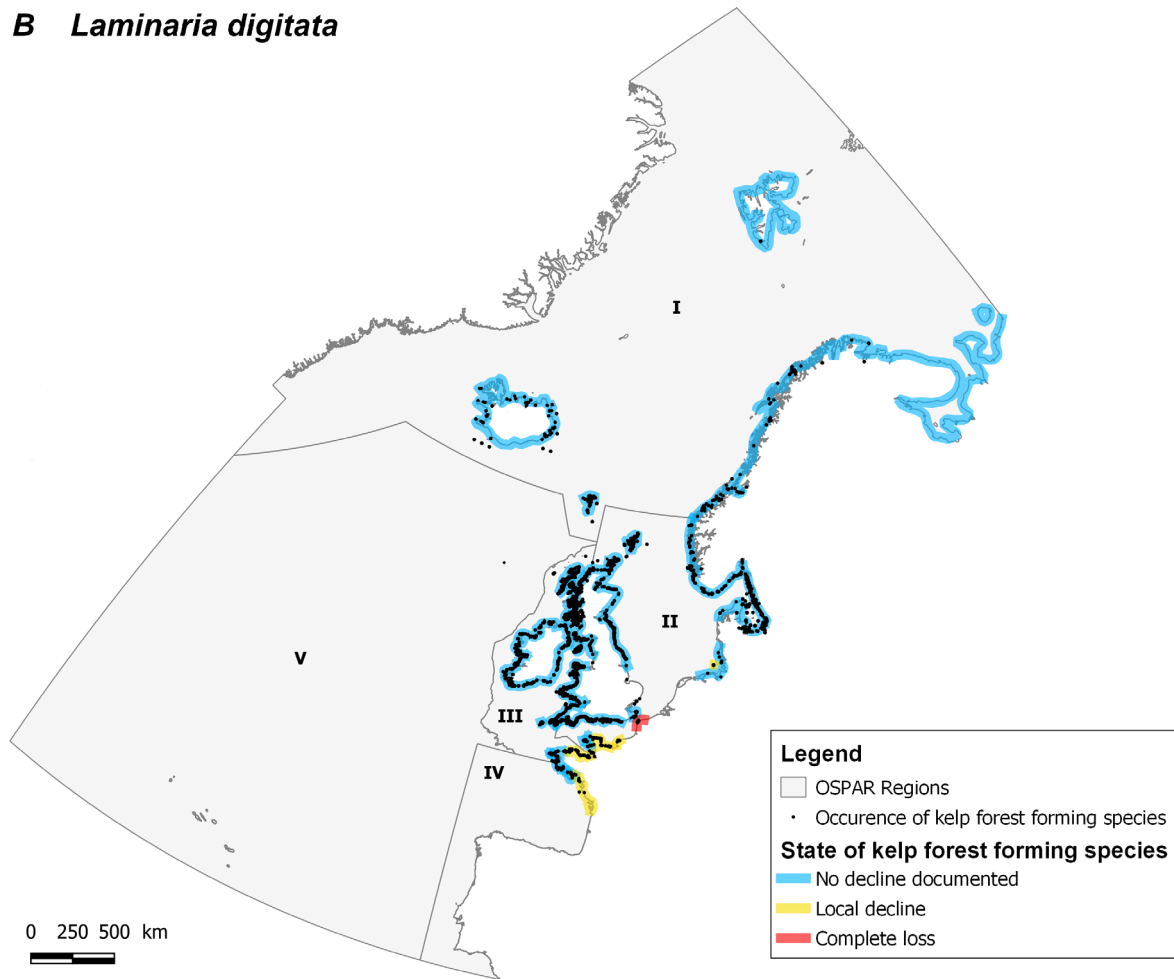 B Laminaria digitata
I
II
V
III
IV
Legend
OSPAR Regions
Occurence of kelp forest forming species
State of kelp forest forming species
No decline documented
Local decline
Complete loss
0 250 500 km